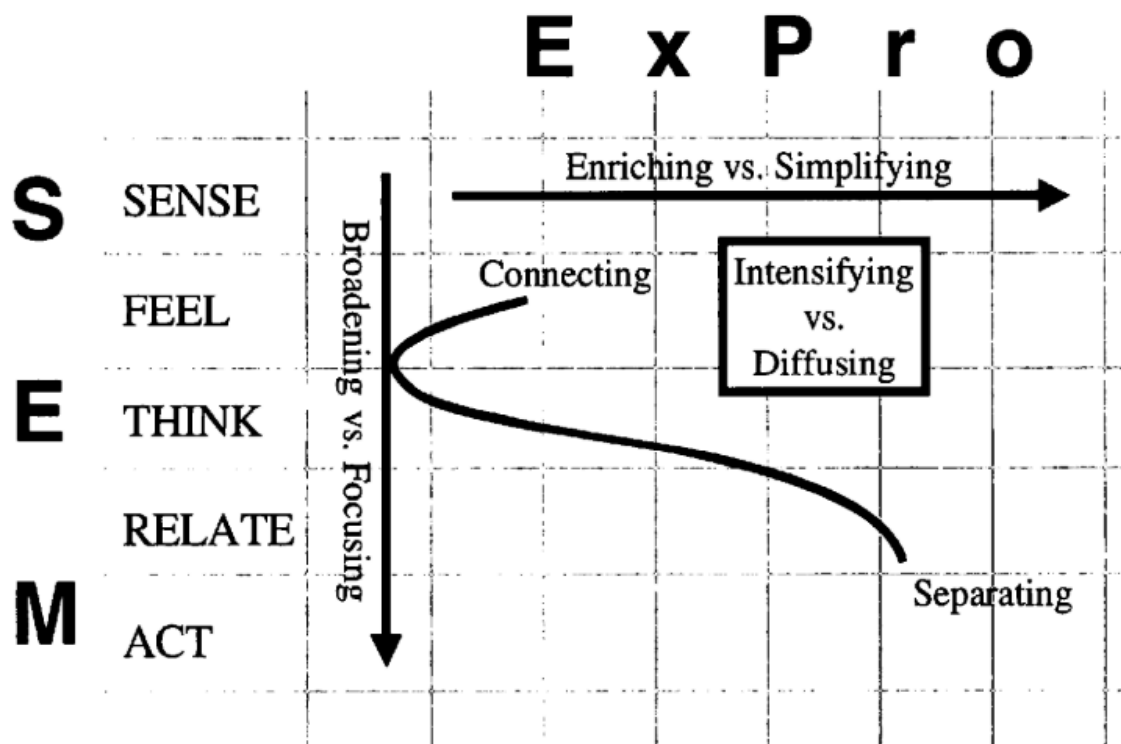 E x P r o
S
E
M
SENSE
FEEL
THINK
RELATE
ACT
Broadening vs. Focusing
Enriching vs. Simplifying
Connecting
Intensifying
vs.
Diffusing
Separating